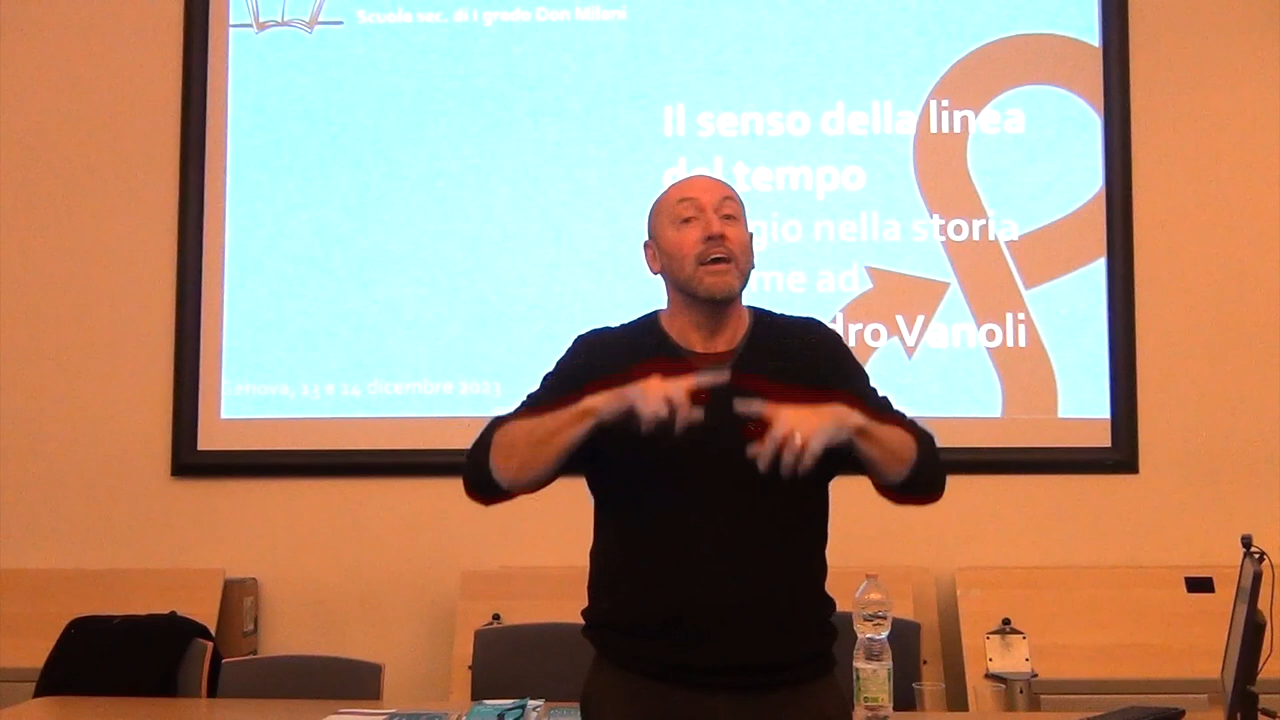 Scuola sec. di I grado Don Milani
Il senso della linea
del tempo
gio nella storia
me ad
dro Vanoli
Genova, 13 e 14 dicembre 2023